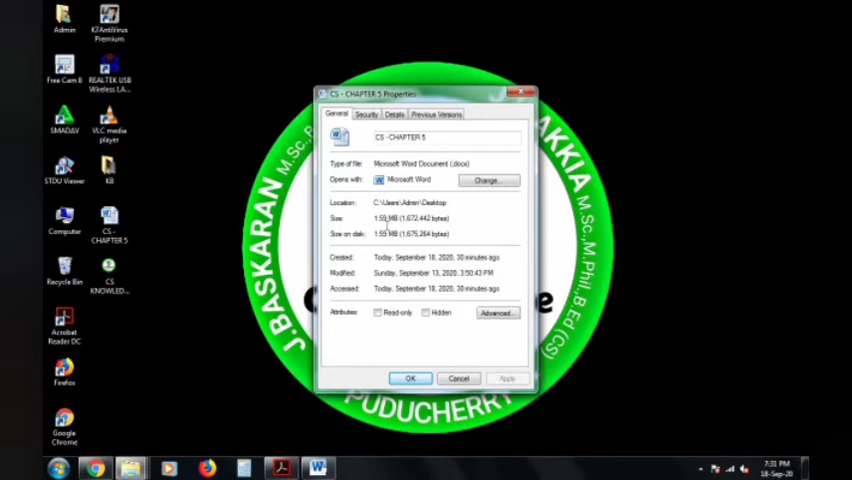 Admin
K7AntiVirus
Premium
Free Cam 8
REALTEK USB
Wireless LA...
SMADAV
VLC media
player
STDU Viewer
KB
Computer
CS -
CHAPTER 5
Recycle Bin
CS
KNOWLED...
Acrobat
Reader DC
Firefox
Google
Chrome
J.BASKARAN M.Sc.,
AKKIA M.Sc.,M.Phil.,B.Ed (CS)
PUDUCHERRY
e
CS - CHAPTER 5 Properties
General
Security
Details
Previous Versions
CS - CHAPTER 5
Type of file: Microsoft Word Document (.docx)
Opens with: Microsoft Word Change...
Location: C:\Users\Admin\Desktop
Size: 1.59 MB (1,672,442 bytes)
Size on disk: 1.59 MB (1,675,264 bytes)
Created: Today, September 18, 2020, 30 minutes ago
Modified: Sunday, September 13, 2020, 3:50:43 PM
Accessed: Today, September 18, 2020, 30 minutes ago
Attributes: Read-only Hidden Advanced...
OK Cancel Apply
7:31 PM
18-Sep-20